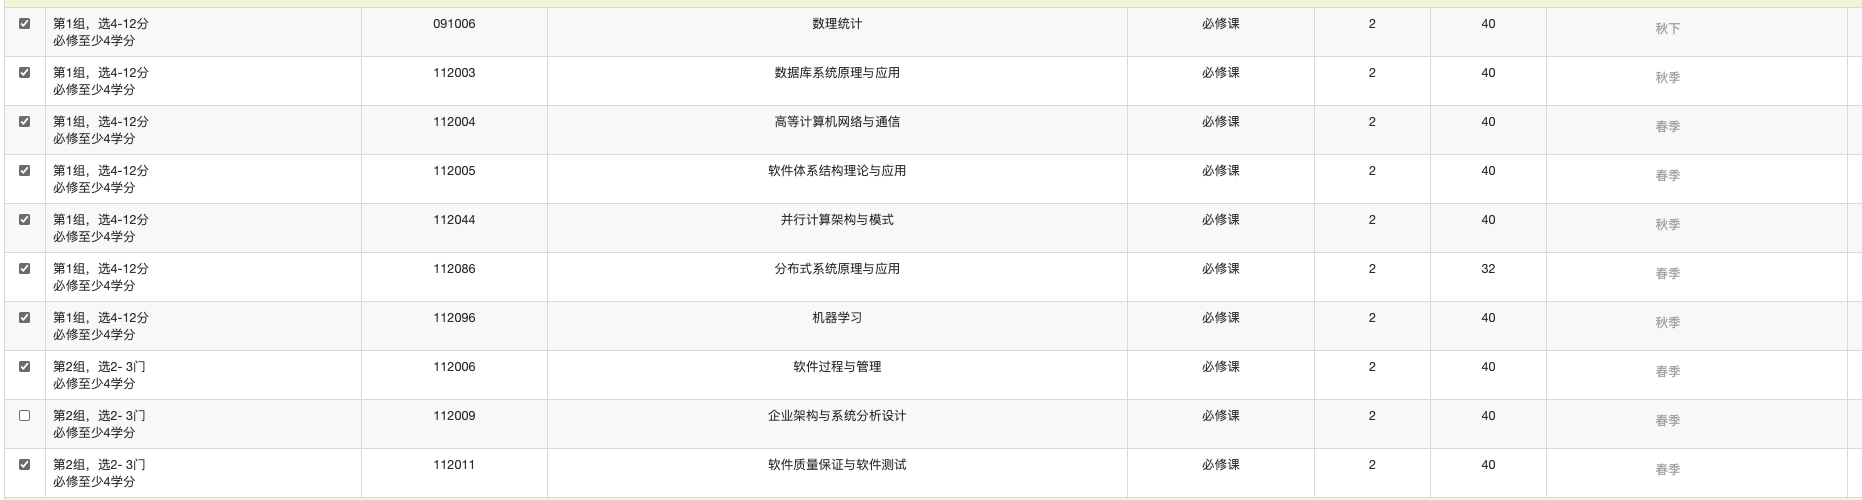 第1组，选4-12分 091006 数理统计 必修课 2 40 秋下
必修至少4学分
第1组，选4-12分 112003 数据库系统原理与应用 必修课 2 40 秋季
必修至少4学分
第1组，选4-12分 112004 高等计算机网络与通信 必修课 2 40 春季
必修至少4学分
第1组，选4-12分 112005 软件体系结构理论与应用 必修课 2 40 春季
必修至少4学分
第1组，选4-12分 112044 并行计算架构与模式 必修课 2 40 秋季
必修至少4学分
第1组，选4-12分 112086 分布式系统原理与应用 必修课 2 32 春季
必修至少4学分
第1组，选4-12分 112096 机器学习 必修课 2 40 秋季
必修至少4学分
第2组，选2- 3门 112006 软件过程与管理 必修课 2 40 春季
必修至少4学分
第2组，选2- 3门 112009 企业架构与系统分析设计 必修课 2 40 春季
必修至少4学分
第2组，选2- 3门 112011 软件质量保证与软件测试 必修课 2 40 春季
必修至少4学分